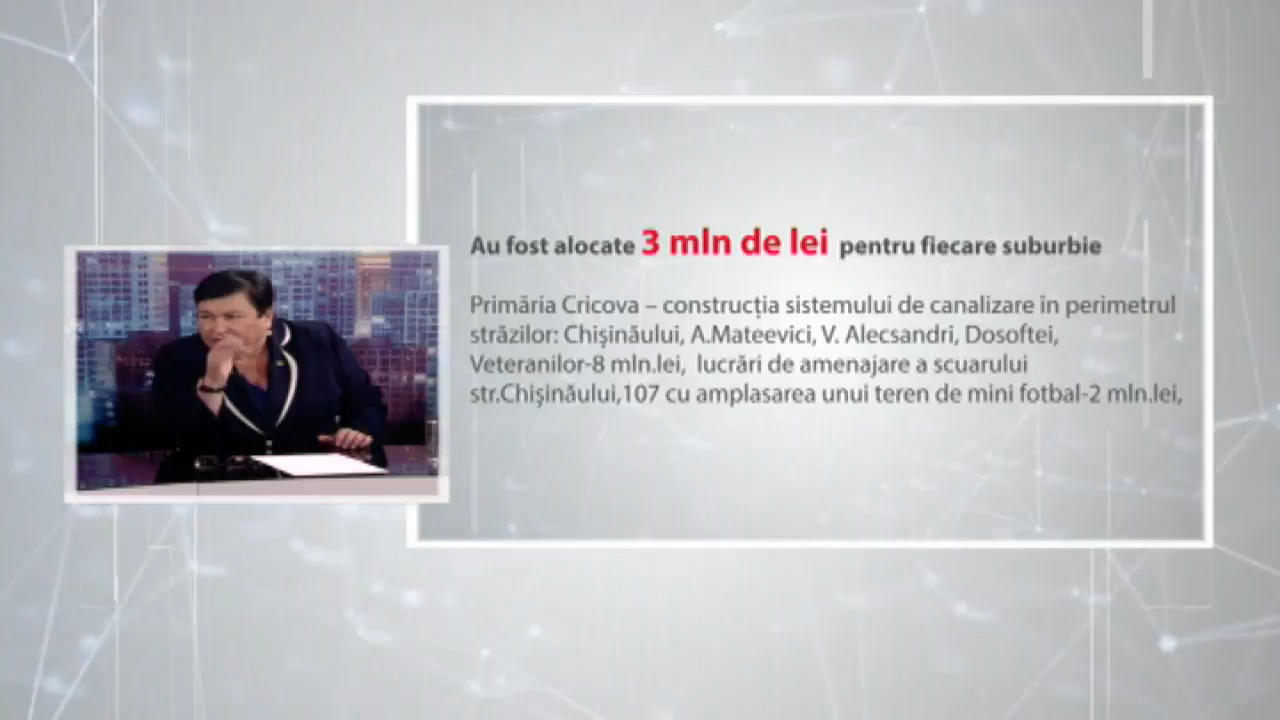 Au fost alocate 3 mln de lei pentru fiecare suburbie
Primăria Cricova – construcția sistemului de canalizare în perimetrul
străzilor: Chişinăului, A.Mateevici, V. Alecsandri, Dosoftei,
Veteranilor-8 mln.lei, lucrări de amenajare a scuarului
str.Chişinăului,107 cu amplasarea unui teren de mini fotbal-2 mln.lei,